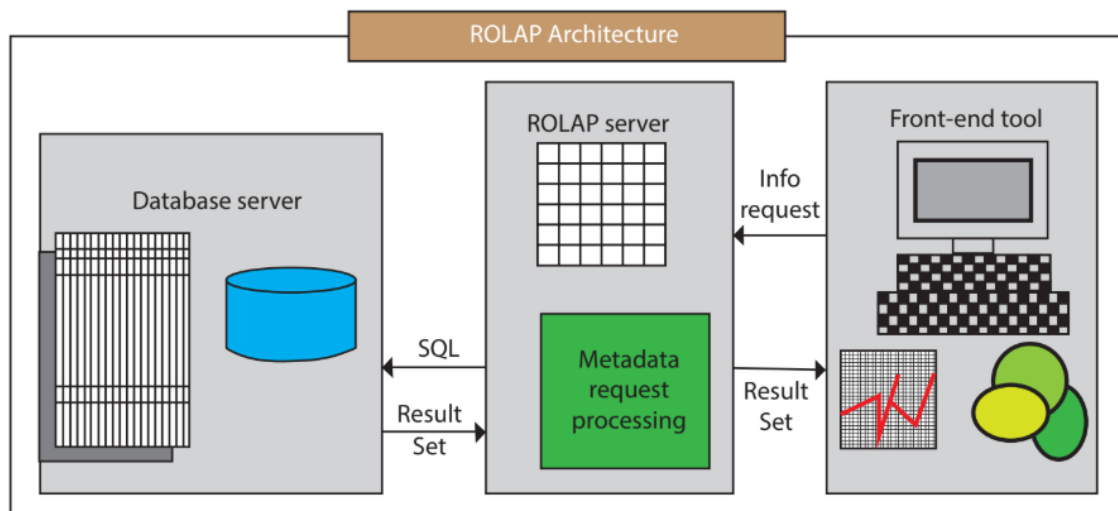 ROLAP Architecture
Database server
SQL
Result
Set
ROLAP server
Metadata
request
processing
Info
request
Result
Set
Front-end tool